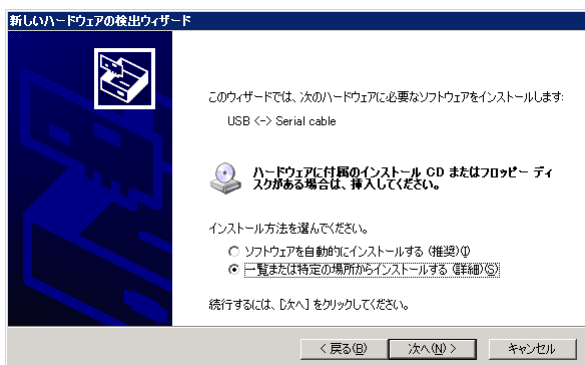 新しいハードウェアの検出ウィザード
このウィザードでは、次のハードウェアに必要なソフトウェアをインストールします:
USB <-> Serial cable
ハードウェアに付属のインストール CD またはフロッピー ディ
スクがある場合は、挿入してください。
インストール方法を選んでください。
ソフトウェアを自動的にインストールする (推奨)(I)
一覧または特定の場所からインストールする (詳細)(S)
続行するには、[次へ] をクリックしてください。
< 戻る(B)
次へ(N) >
キャンセル